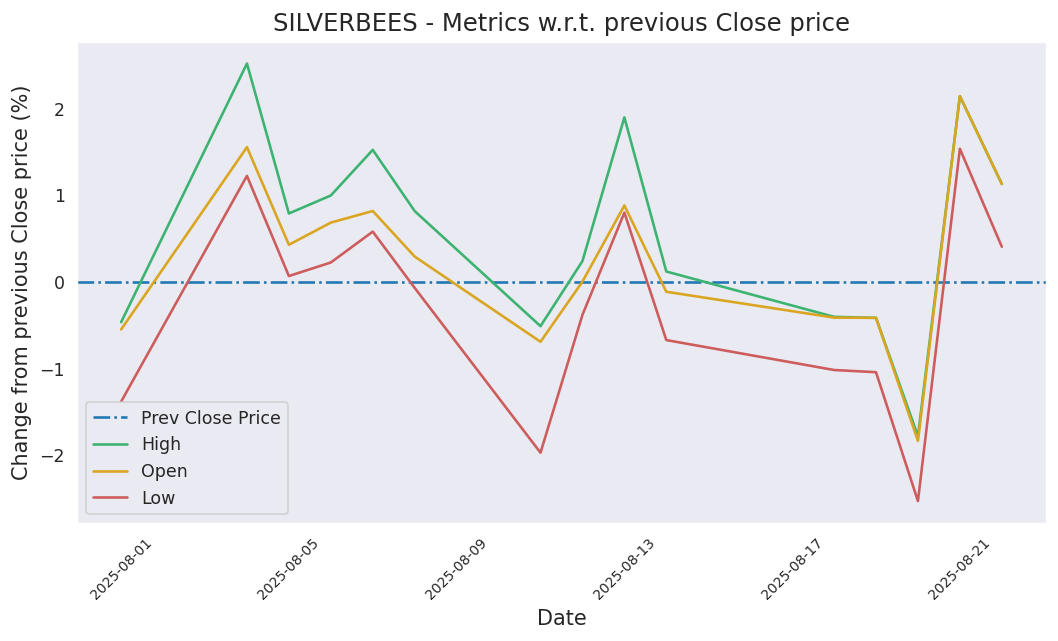 SILVERBEES - Metrics w.r.t. previous Close price
Change from previous Close price (%)
2
1
0
−1
−2
Prev Close Price
High
Open
Low
2025-08-01
2025-08-05
2025-08-09
2025-08-13
2025-08-17
2025-08-21
Date